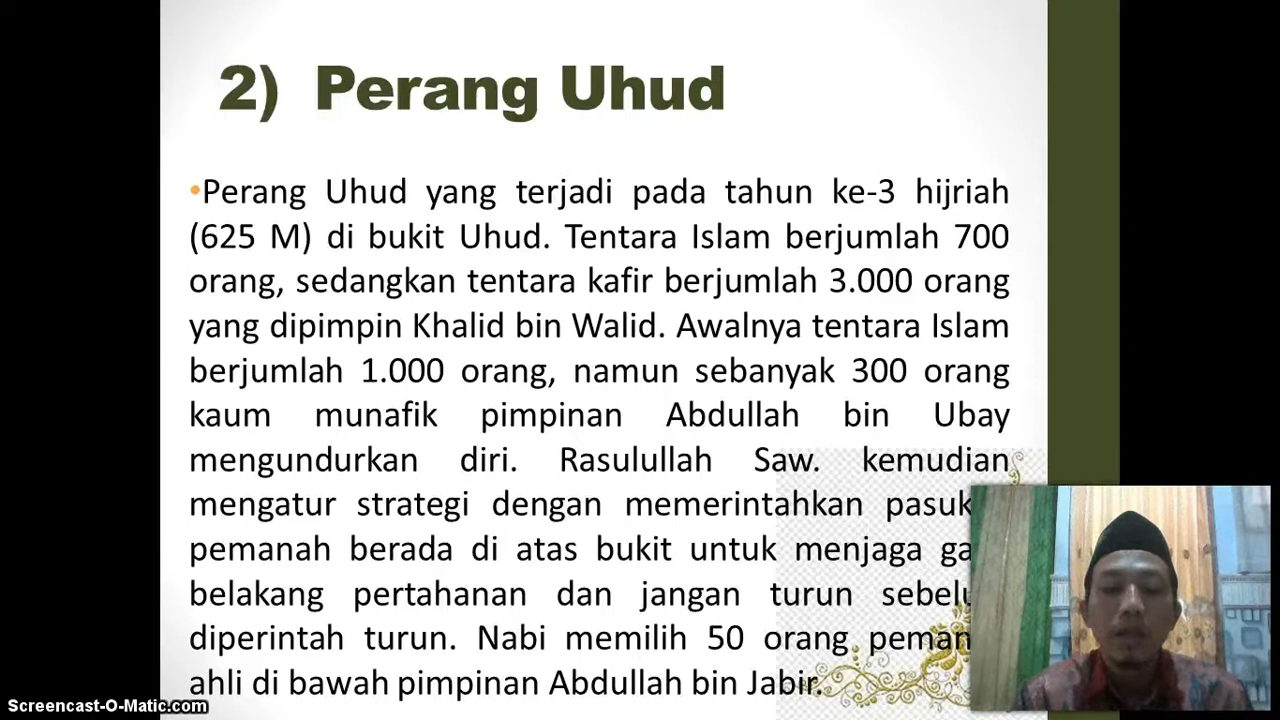 2) Perang Uhud
•Perang Uhud yang terjadi pada tahun ke-3 hijriah
(625 M) di bukit Uhud. Tentara Islam berjumlah 700
orang, sedangkan tentara kafir berjumlah 3.000 orang
yang dipimpin Khalid bin Walid. Awalnya tentara Islam
berjumlah 1.000 orang, namun sebanyak 300 orang
kaum munafik pimpinan Abdullah bin Ubay
mengundurkan diri. Rasulullah Saw. kemudian
mengatur strategi dengan memerintahkan
pemanah berada di atas bukit untuk menjaga
belakang pertahanan dan jangan turun
diperintah turun. Nabi memilih 50 orang
ahli di bawah pimpinan Abdullah bin Jabir.
Screencast-O-Matic.com